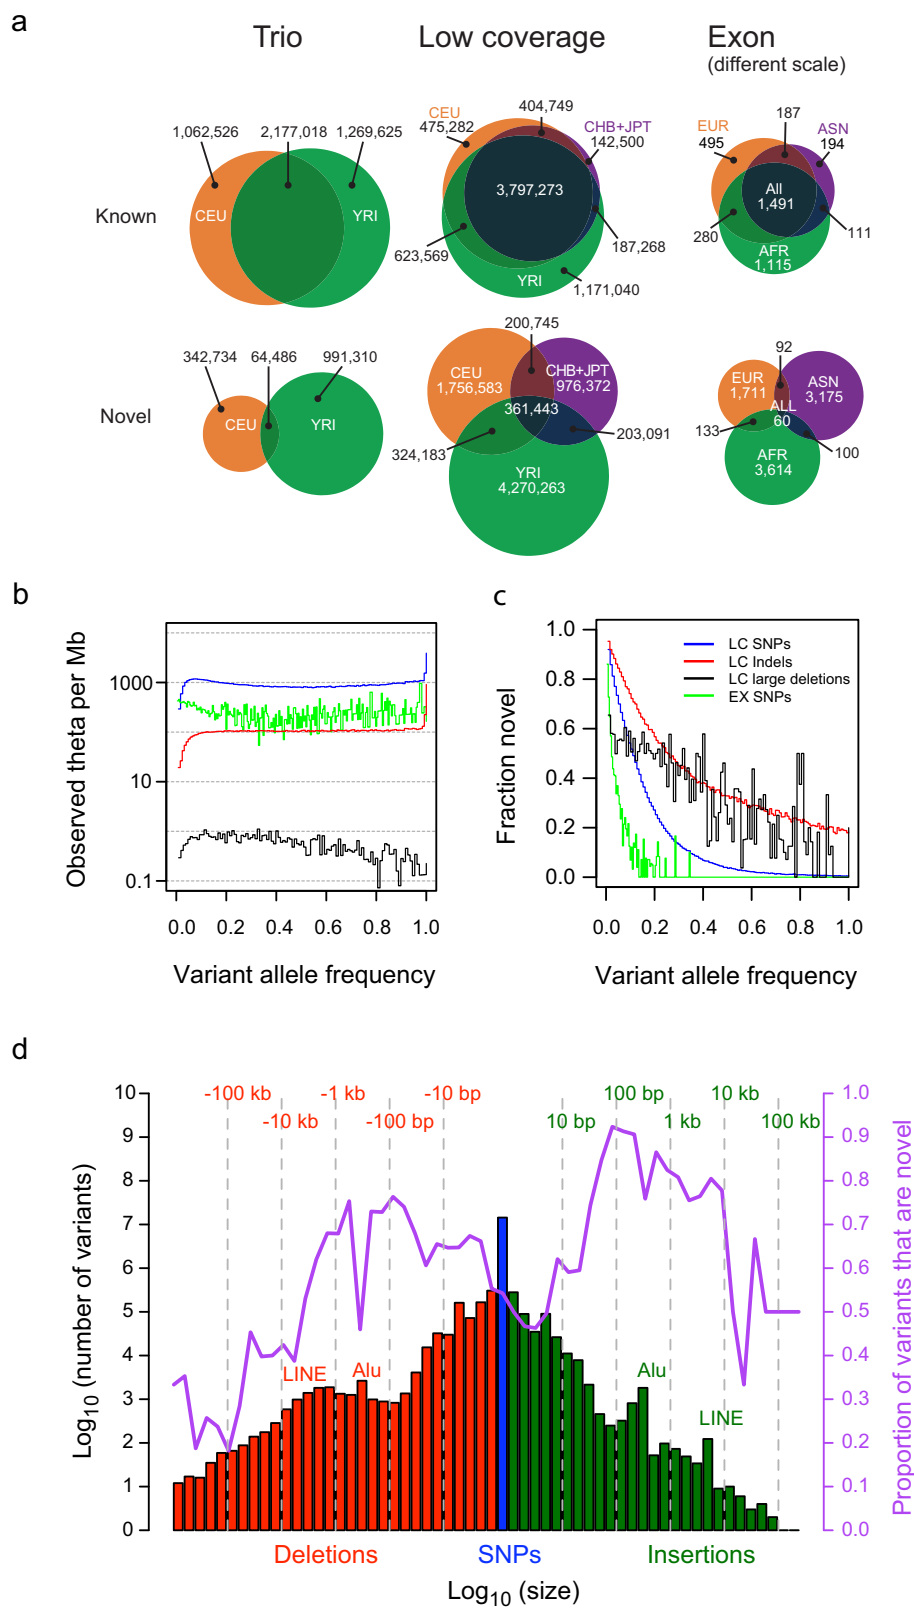 a
Trio
Low coverage
Exon
(different scale)
Known
1,062,526
2,177,018
1,269,625
CEU
YRI
CEU
475,282
404,749
CHB+JPT
142,500
3,797,273
623,569
187,268
YRI
1,171,040
EUR
495
187
ASN
194
All
1,491
280
111
AFR
1,115
Novel
342,734
64,486
991,310
CEU
YRI
200,745
CEU
1,756,583
CHB+JPT
976,372
361,443
324,183
203,091
YRI
4,270,263
92
EUR
1,711
ASN
3,175
ALL
60
133
100
AFR
3,614
b
Observed theta per Mb
1000
10
0.1
0.0 0.2 0.4 0.6 0.8 1.0
Variant allele frequency
c
Fraction novel
1.0
0.8
0.6
0.4
0.2
0.0
LC SNPs
LC Indels
LC large deletions
EX SNPs
0.0 0.2 0.4 0.6 0.8 1.0
Variant allele frequency
d
Log10 (number of variants)
10
9
8
7
6
5
4
3
2
1
0
-100 kb
-10 kb
-1 kb
-100 bp
-10 bp
10 bp
100 bp
1 kb
10 kb
100 kb
LINE
Alu
Alu
LINE
1.0
0.9
0.8
0.7
0.6
0.5
0.4
0.3
0.2
0.1
0.0
Proportion of variants that are novel
Deletions
SNPs
Insertions
Log10 (size)